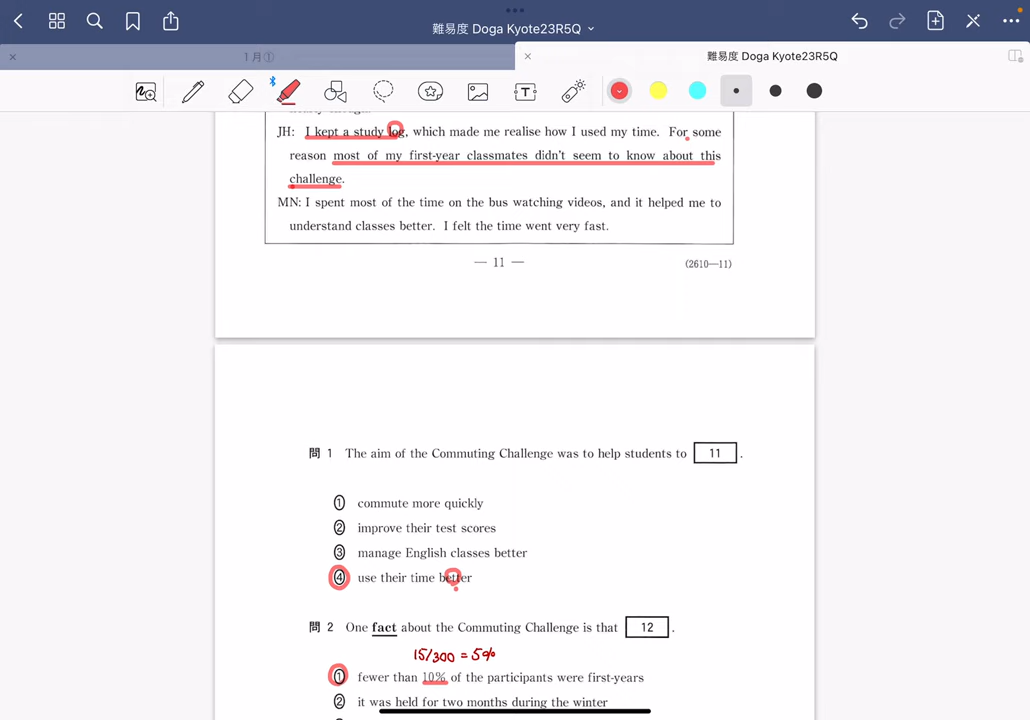 難易度 Doga Kyote23R5Q
1月①
難易度 Doga Kyote23R5Q
JH: I kept a study log, which made me realise how I used my time. For some
reason most of my first-year classmates didn't seem to know about this
challenge.
MN: I spent most of the time on the bus watching videos, and it helped me to
understand classes better. I felt the time went very fast.
— 11 —
(2610—11)
問 1 The aim of the Commuting Challenge was to help students to 11 .
① commute more quickly
② improve their test scores
③ manage English classes better
④ use their time better
問 2 One fact about the Commuting Challenge is that 12 .
15/300 = 5%
① fewer than 10% of the participants were first-years
② it was held for two months during the winter